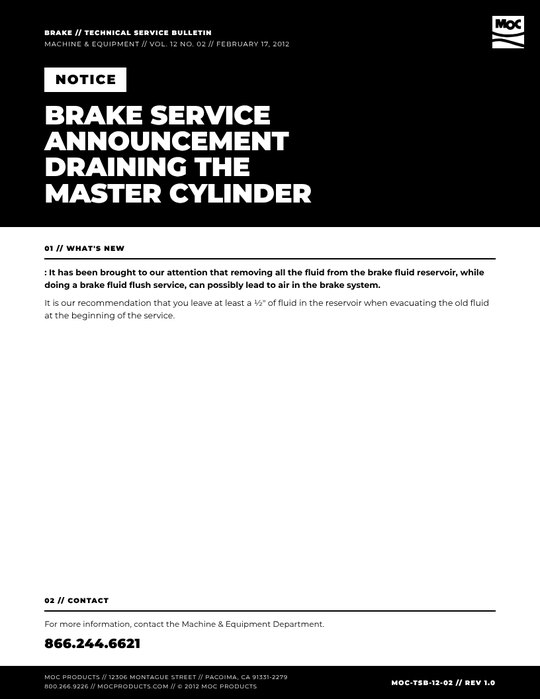 BRAKE // TECHNICAL SERVICE BULLETIN
MACHINE & EQUIPMENT // VOL. 12 NO. 02 // FEBRUARY 17, 2012
MOC
NOTICE
BRAKE SERVICE
ANNOUNCEMENT
DRAINING THE
MASTER CYLINDER
01 // WHAT'S NEW
: It has been brought to our attention that removing all the fluid from the brake fluid reservoir, while
doing a brake fluid flush service, can possibly lead to air in the brake system.
It is our recommendation that you leave at least a ½" of fluid in the reservoir when evacuating the old fluid
at the beginning of the service.
02 // CONTACT
For more information, contact the Machine & Equipment Department.
866.244.6621
MOC PRODUCTS // 12306 MONTAGUE STREET // PACOIMA, CA 91331-2279
800.266.9226 // MOCPRODUCTS.COM // © 2012 MOC PRODUCTS
MOC-TSB-12-02 // REV 1.0